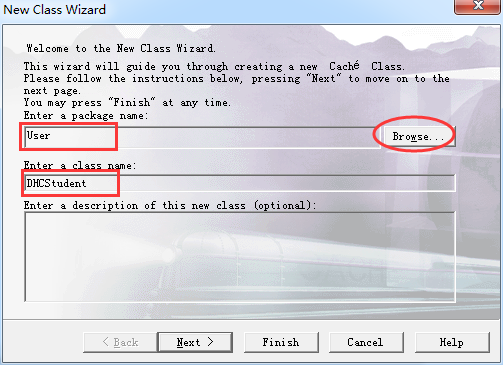 New Class Wizard
Welcome to the New Class Wizard.
This wizard will guide you through creating a new Caché Class.
Please follow the instructions below, pressing "Next" to move on to the
next page.
You may press "Finish" at any time.
Enter a package name:
User
Browse...
Enter a class name:
DHCStudent
Enter a description of this new class (optional):
< Back
Next >
Finish
Cancel
Help